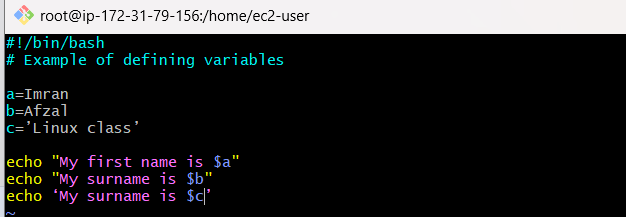 root@ip-172-31-79-156:/home/ec2-user
#!/bin/bash
# Example of defining variables
a=Imran
b=Afzal
c=’Linux class’
echo "My first name is $a"
echo "My surname is $b"
echo ‘My surname is $c’
~